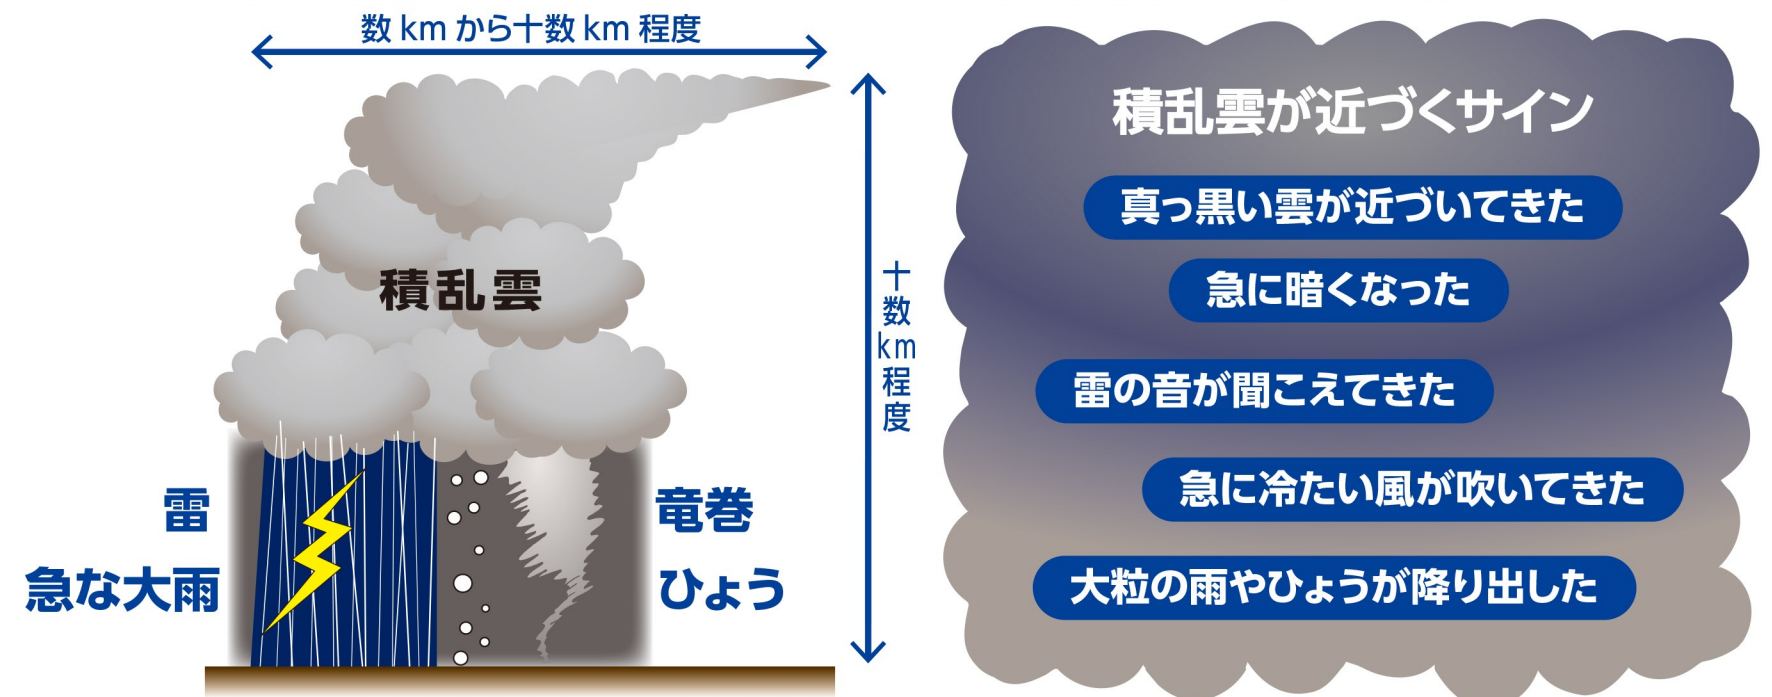 数kmから十数km程度
積乱雲
十数km程度
雷
急な大雨
竜巻
ひょう
積乱雲が近づくサイン
真っ黒い雲が近づいてきた
急に暗くなった
雷の音が聞こえてきた
急に冷たい風が吹いてきた
大粒の雨やひょうが降り出した